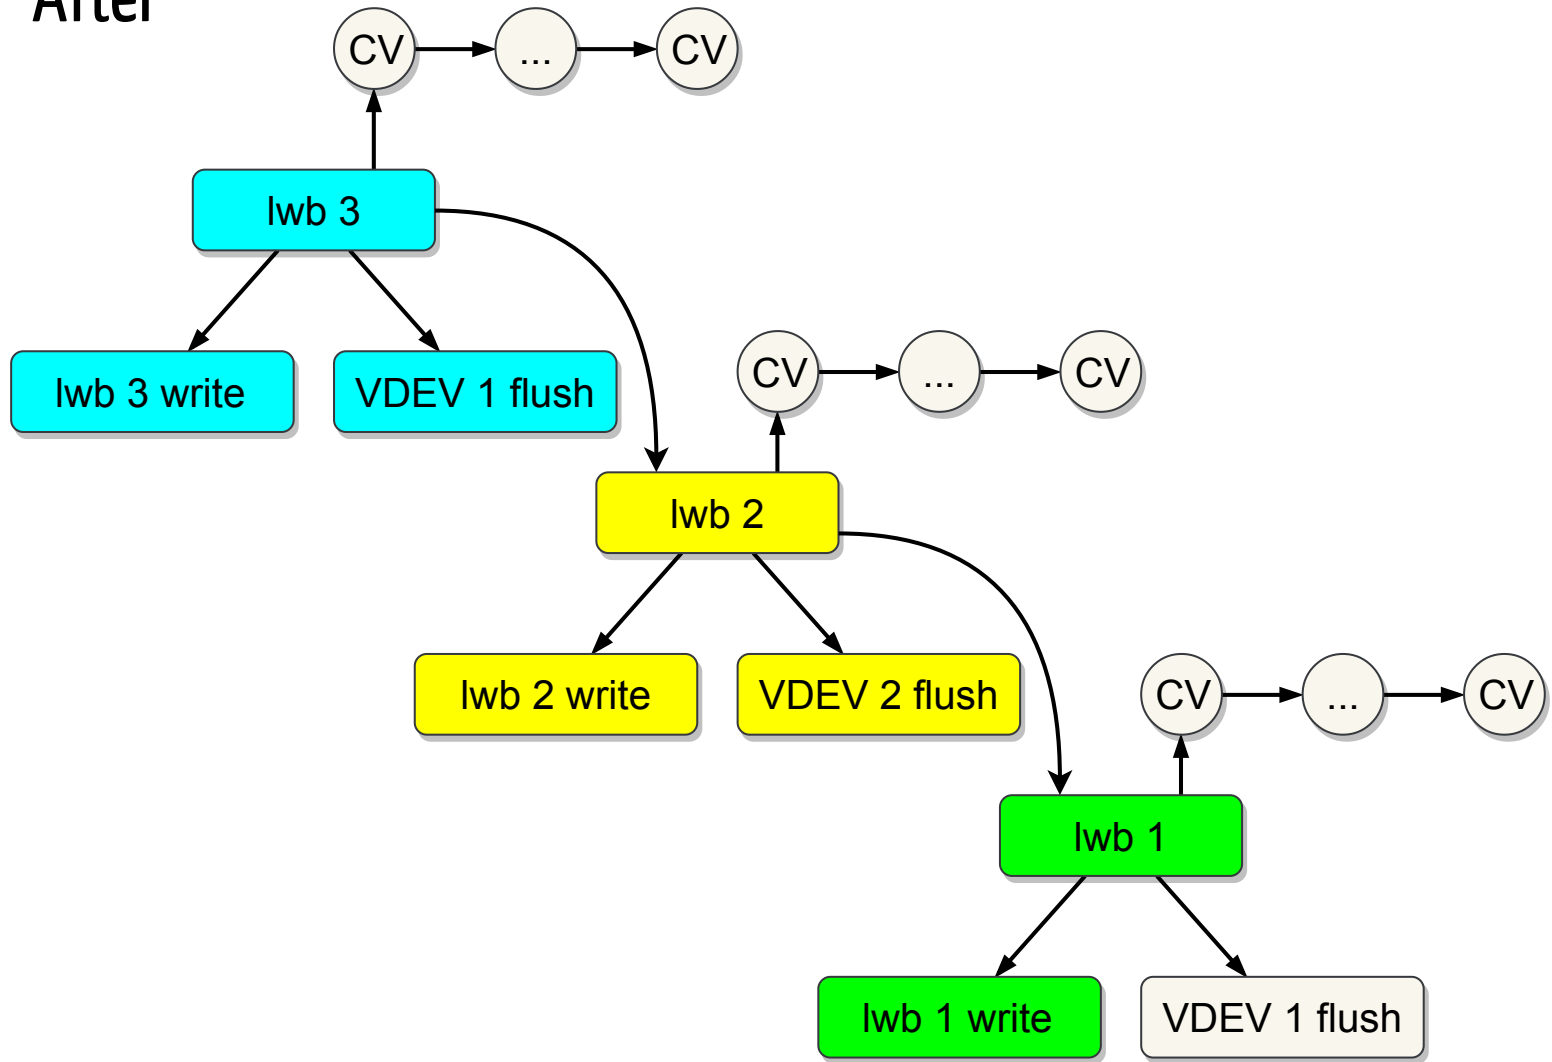 After
CV ... CV
lwb 3
lwb 3 write VDEV 1 flush
CV ... CV
lwb 2
lwb 2 write VDEV 2 flush
CV ... CV
lwb 1
lwb 1 write VDEV 1 flush